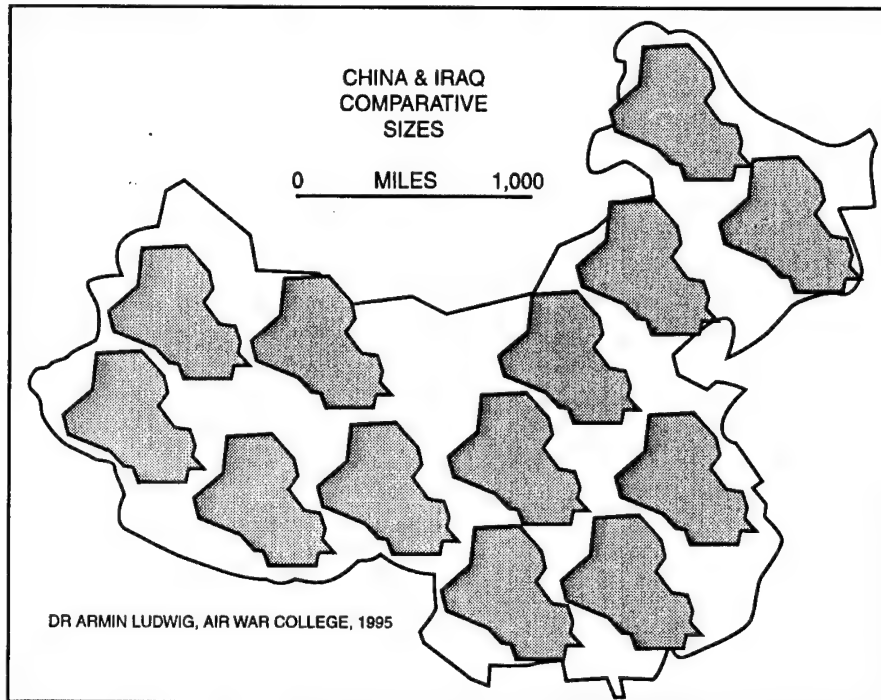 CHINA & IRAQ
COMPARATIVE
SIZES
0 MILES 1,000
DR ARMIN LUDWIG, AIR WAR COLLEGE, 1995